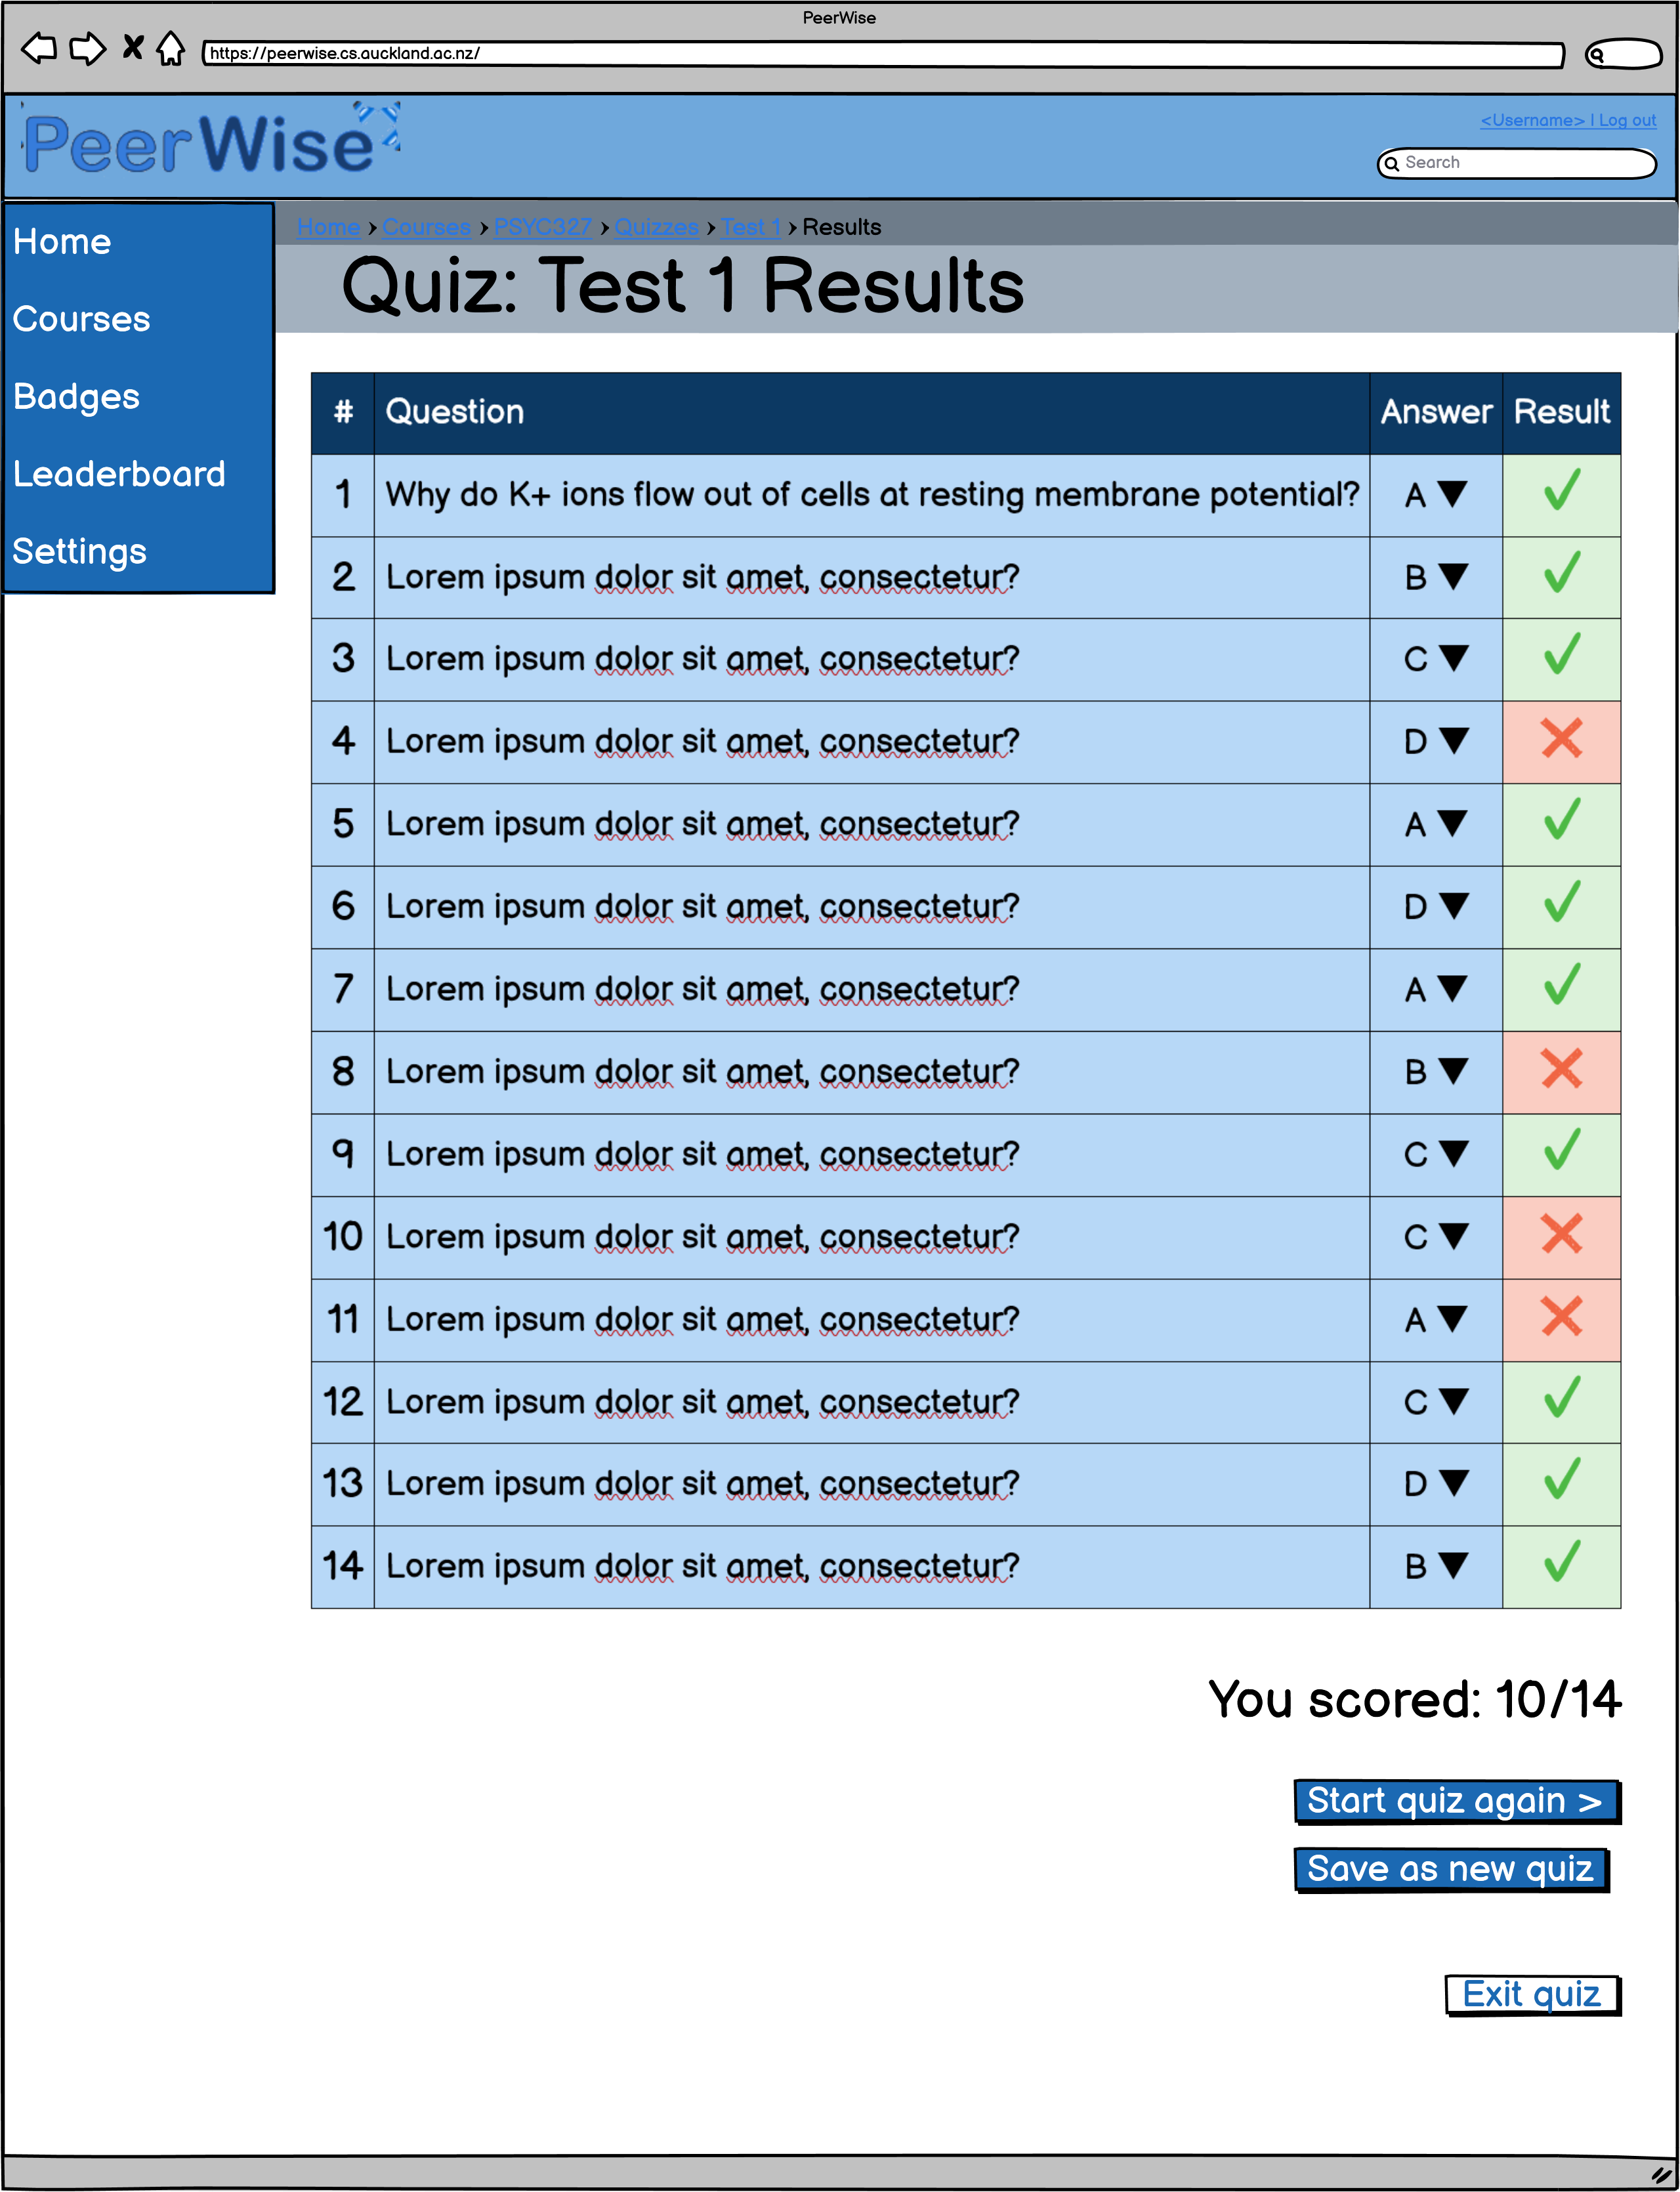 PeerWise
https://peerwise.cs.auckland.ac.nz/
PeerWise
<Username> | Log out
Search
Home
Courses
Badges
Leaderboard
Settings
Home > Courses > PSYC327 > Quizzes > Test 1 > Results
Quiz: Test 1 Results
# Question Answer Result
1 Why do K+ ions flow out of cells at resting membrane potential? A
2 Lorem ipsum dolor sit amet, consectetur? B
3 Lorem ipsum dolor sit amet, consectetur? C
4 Lorem ipsum dolor sit amet, consectetur? D
5 Lorem ipsum dolor sit amet, consectetur? A
6 Lorem ipsum dolor sit amet, consectetur? D
7 Lorem ipsum dolor sit amet, consectetur? A
8 Lorem ipsum dolor sit amet, consectetur? B
9 Lorem ipsum dolor sit amet, consectetur? C
10 Lorem ipsum dolor sit amet, consectetur? C
11 Lorem ipsum dolor sit amet, consectetur? A
12 Lorem ipsum dolor sit amet, consectetur? C
13 Lorem ipsum dolor sit amet, consectetur? D
14 Lorem ipsum dolor sit amet, consectetur? B
You scored: 10/14
Start quiz again >
Save as new quiz
Exit quiz